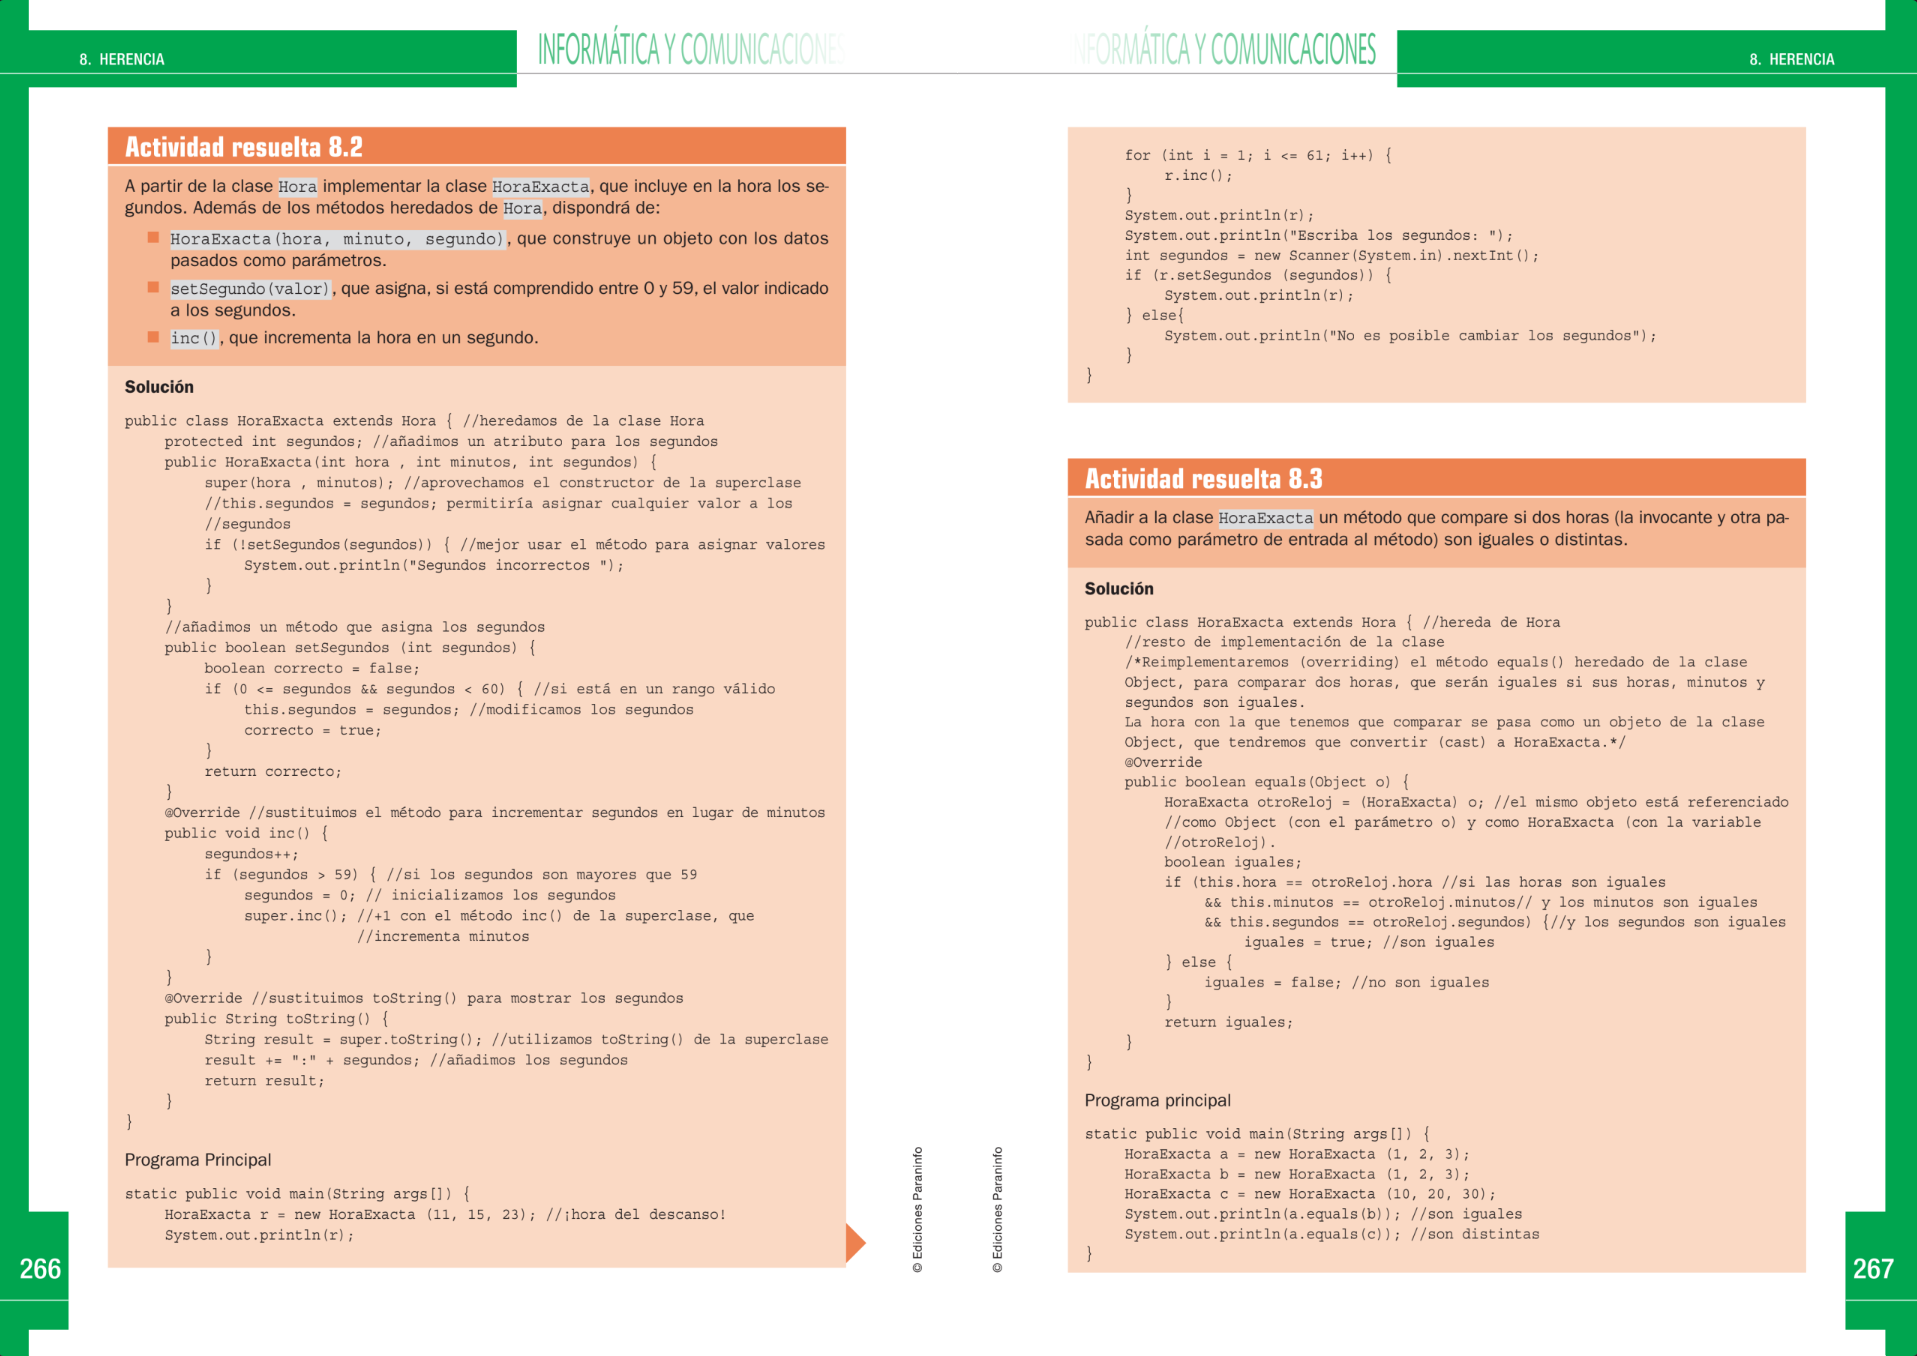 8. HERENCIA
INFORMÁTICA Y COMUNICACIONES
Actividad resuelta 8.2
A partir de la clase Hora implementar la clase HoraExacta, que incluye en la hora los se-
gundos. Además de los métodos heredados de Hora, dispondrá de:
■ HoraExacta(hora, minuto, segundo), que construye un objeto con los datos
pasados como parámetros.
■ setSegundo(valor), que asigna, si está comprendido entre 0 y 59, el valor indicado
a los segundos.
■ inc(), que incrementa la hora en un segundo.
Solución
public class HoraExacta extends Hora { //heredamos de la clase Hora
protected int segundos; //añadimos un atributo para los segundos
public HoraExacta(int hora , int minutos, int segundos) {
super(hora , minutos); //aprovechamos el constructor de la superclase
//this.segundos = segundos; permitiría asignar cualquier valor a los
//segundos
if (!setSegundos(segundos)) { //mejor usar el método para asignar valores
System.out.println("Segundos incorrectos ");
}
}
//añadimos un método que asigna los segundos
public boolean setSegundos (int segundos) {
boolean correcto = false;
if (0 <= segundos && segundos < 60) { //si está en un rango válido
this.segundos = segundos; //modificamos los segundos
correcto = true;
}
return correcto;
}
@Override //sustituimos el método para incrementar segundos en lugar de minutos
public void inc() {
segundos++;
if (segundos > 59) { //si los segundos son mayores que 59
segundos = 0; // inicializamos los segundos
super.inc(); //+1 con el método inc() de la superclase, que
//incrementa minutos
}
}
@Override //sustituimos toString() para mostrar los segundos
public String toString() {
String result = super.toString(); //utilizamos toString() de la superclase
result += ":" + segundos; //añadimos los segundos
return result;
}
}
Programa Principal
static public void main(String args[]) {
HoraExacta r = new HoraExacta (11, 15, 23); //¡hora del descanso!
System.out.println(r);
© Ediciones Paraninfo
266
INFORMÁTICA Y COMUNICACIONES
8. HERENCIA
for (int i = 1; i <= 61; i++) {
r.inc();
}
System.out.println(r);
System.out.println("Escriba los segundos: ");
int segundos = new Scanner(System.in).nextInt();
if (r.setSegundos (segundos)) {
System.out.println(r);
} else{
System.out.println("No es posible cambiar los segundos");
}
}
Actividad resuelta 8.3
Añadir a la clase HoraExacta un método que compare si dos horas (la invocante y otra pa-
sada como parámetro de entrada al método) son iguales o distintas.
Solución
public class HoraExacta extends Hora { //hereda de Hora
//resto de implementación de la clase
/*Reimplementaremos (overriding) el método equals() heredado de la clase
Object, para comparar dos horas, que serán iguales si sus horas, minutos y
segundos son iguales.
La hora con la que tenemos que comparar se pasa como un objeto de la clase
Object, que tendremos que convertir (cast) a HoraExacta.*/
@Override
public boolean equals(Object o) {
HoraExacta otroReloj = (HoraExacta) o; //el mismo objeto está referenciado
//como Object (con el parámetro o) y como HoraExacta (con la variable
//otroReloj).
boolean iguales;
if (this.hora == otroReloj.hora //si las horas son iguales
&& this.minutos == otroReloj.minutos// y los minutos son iguales
&& this.segundos == otroReloj.segundos) {//y los segundos son iguales
iguales = true; //son iguales
} else {
iguales = false; //no son iguales
}
return iguales;
}
}
Programa principal
static public void main(String args[]) {
HoraExacta a = new HoraExacta (1, 2, 3);
HoraExacta b = new HoraExacta (1, 2, 3);
HoraExacta c = new HoraExacta (10, 20, 30);
System.out.println(a.equals(b)); //son iguales
System.out.println(a.equals(c)); //son distintas
}
© Ediciones Paraninfo
267